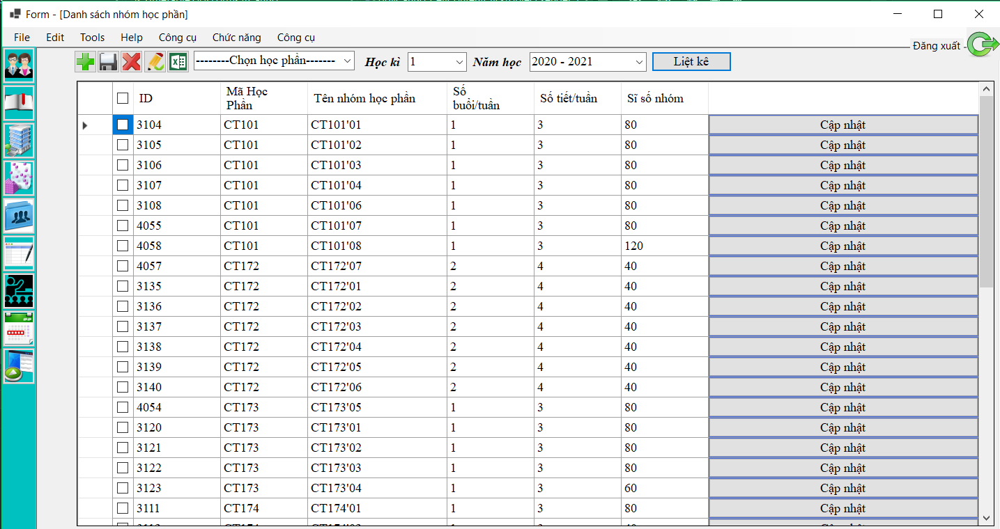 Form - [Danh sách nhóm học phần]
File Edit Tools Help Công cụ Chức năng Công cụ
Đăng xuất
--------Chọn học phần------- Học kì 1 Năm học 2020 - 2021 Liệt kê
ID Mã Học Phần Tên nhóm học phần Số buổi/tuần Số tiết/tuần Sĩ số nhóm
3104 CT101 CT101'01 1 3 80 Cập nhật
3105 CT101 CT101'02 1 3 80 Cập nhật
3106 CT101 CT101'03 1 3 80 Cập nhật
3107 CT101 CT101'04 1 3 80 Cập nhật
3108 CT101 CT101'06 1 3 80 Cập nhật
4055 CT101 CT101'07 1 3 80 Cập nhật
4058 CT101 CT101'08 1 3 120 Cập nhật
4057 CT172 CT172'07 2 4 40 Cập nhật
3135 CT172 CT172'01 2 4 40 Cập nhật
3136 CT172 CT172'02 2 4 40 Cập nhật
3137 CT172 CT172'03 2 4 40 Cập nhật
3138 CT172 CT172'04 2 4 40 Cập nhật
3139 CT172 CT172'05 2 4 40 Cập nhật
3140 CT172 CT172'06 2 4 40 Cập nhật
4054 CT173 CT173'05 1 3 80 Cập nhật
3120 CT173 CT173'01 1 3 80 Cập nhật
3121 CT173 CT173'02 1 3 80 Cập nhật
3122 CT173 CT173'03 1 3 80 Cập nhật
3123 CT173 CT173'04 1 3 60 Cập nhật
3111 CT174 CT174'01 1 3 80 Cập nhật